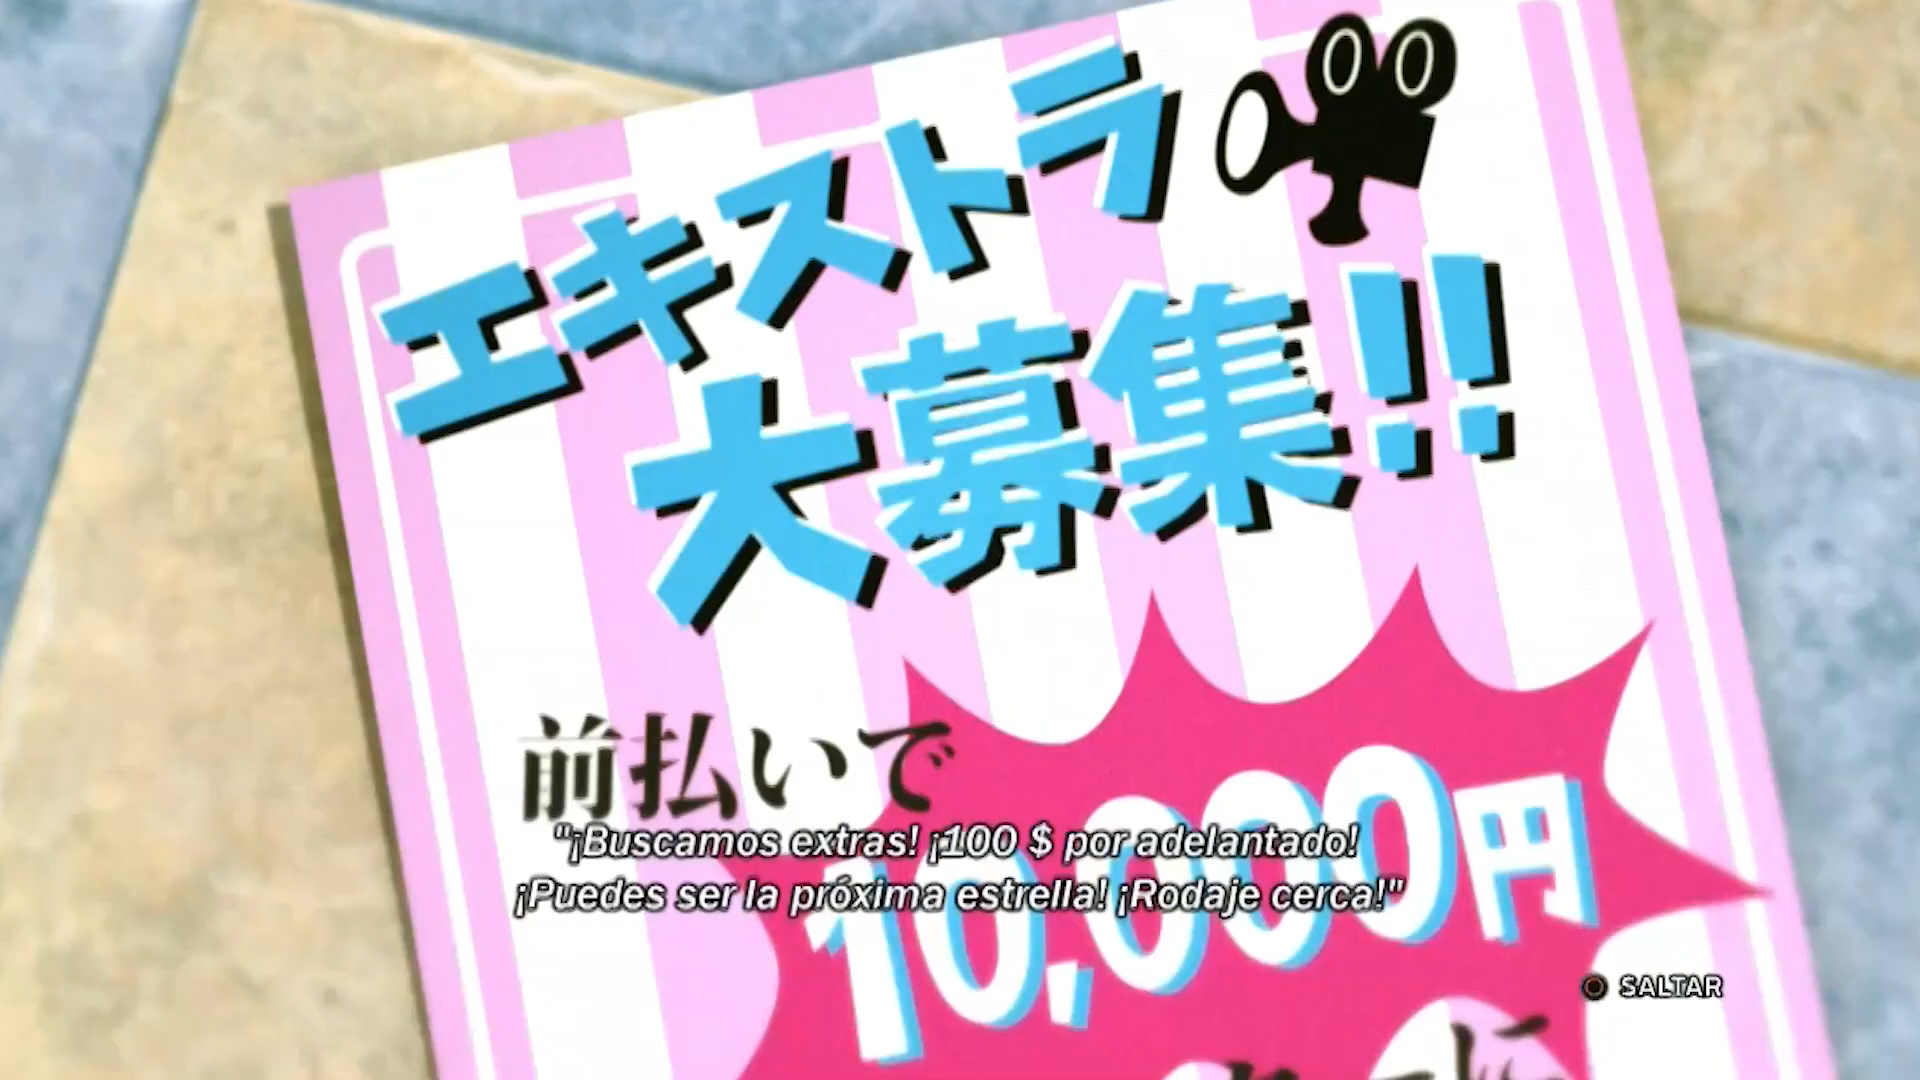 エキストラ
大募集!!
前払いで
10,000円
"¡Buscamos extras! ¡100 $ por adelantado!
¡Puedes ser la próxima estrella! ¡Rodaje cerca!"
SALTAR